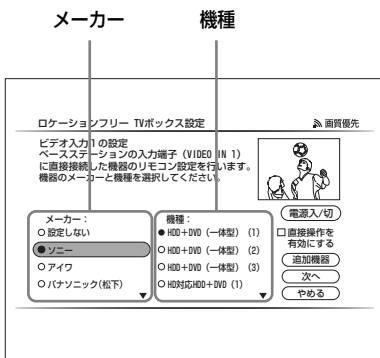 メーカー
機種
ロケーションフリー TVボックス設定
画質優先
ビデオ入力1の設定
ベースステーションの入力端子（VIDEO IN 1）
に直接接続した機器のリモコン設定を行います。
機器のメーカーと機種を選択してください。
メーカー：
設定しない
ソニー
アイワ
パナソニック(松下)
機種：
HDD＋DVD（一体型）（1）
HDD＋DVD（一体型）（2）
HDD＋DVD（一体型）（3）
HD対応HDD＋DVD（1）
電源入/切
直接操作を
有効にする
追加機器
次へ
やめる